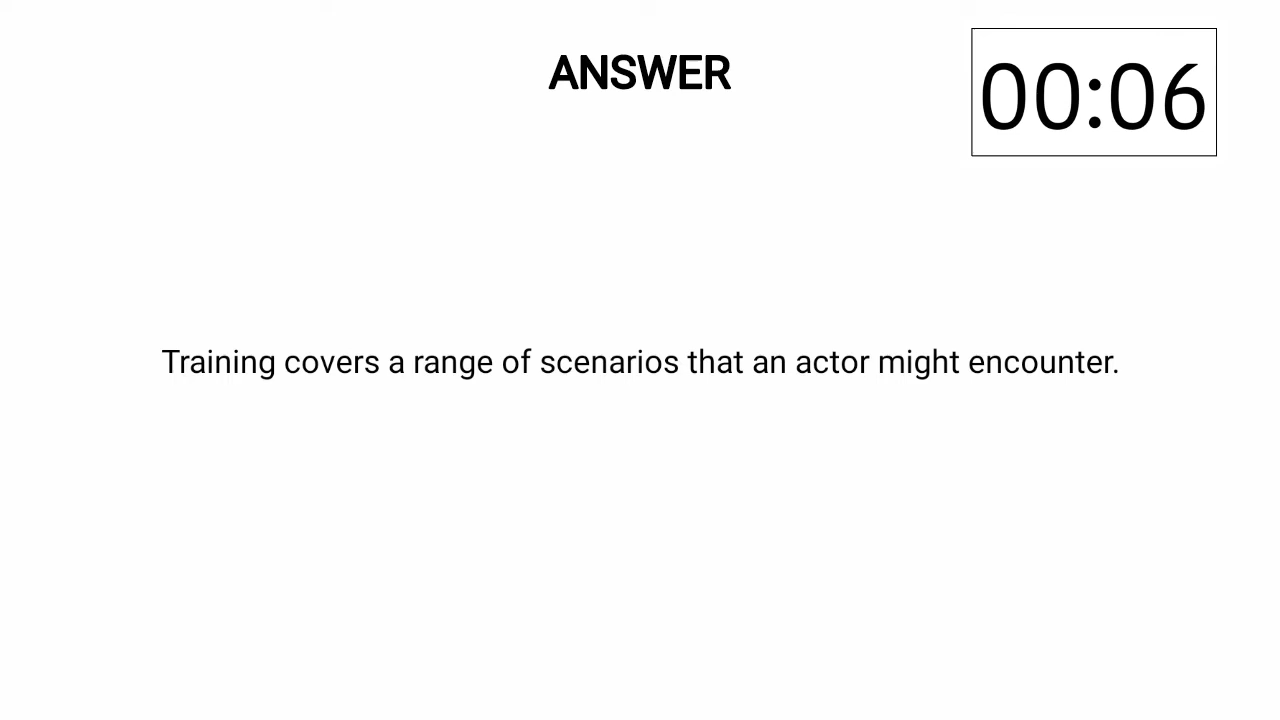 ANSWER
00:06
Training covers a range of scenarios that an actor might encounter.